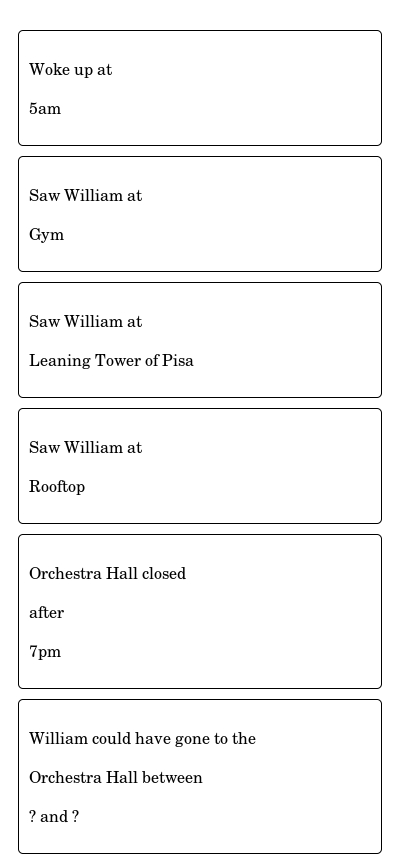 Woke up at
5am
Saw William at
Gym
Saw William at
Leaning Tower of Pisa
Saw William at
Rooftop
Orchestra Hall closed
after
7pm
William could have gone to the
Orchestra Hall between
? and ?